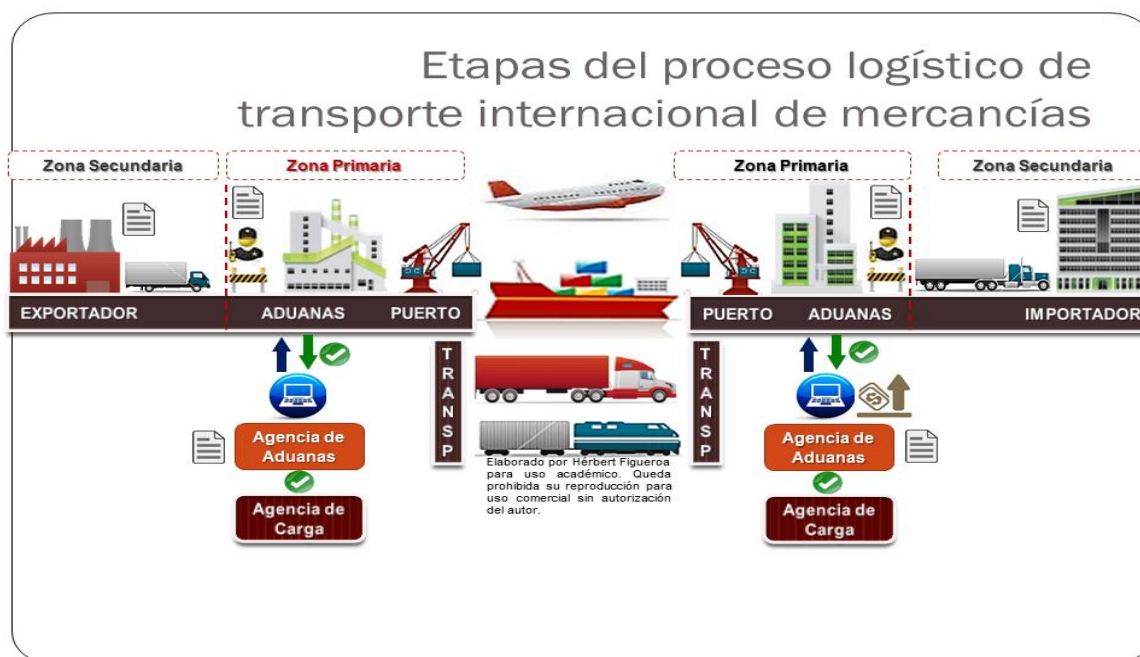 Etapas del proceso logístico de
transporte internacional de mercancías
Zona Secundaria
Zona Primaria
Zona Primaria
Zona Secundaria
EXPORTADOR
ADUANAS
PUERTO
PUERTO
ADUANAS
IMPORTADOR
TRANSP
TRANSP
Agencia de
Aduanas
Agencia de
Carga
Elaborado por Hérbert Figueroa
para uso académico. Queda
prohibida su reproducción para
uso comercial sin autorización
del autor.
Agencia de
Aduanas
Agencia de
Carga